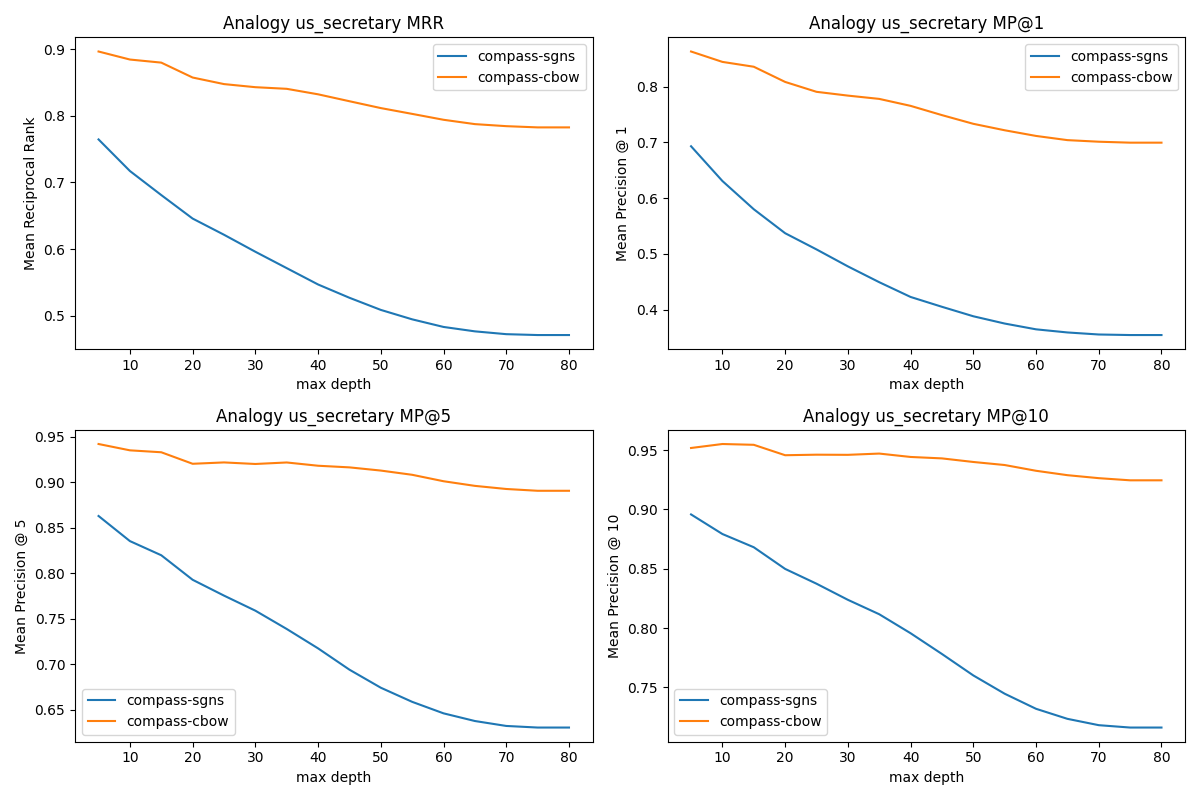 Analogy us_secretary MRR
Mean Reciprocal Rank
0.9
0.8
0.7
0.6
0.5
compass-sgns
compass-cbow
10 20 30 40 50 60 70 80
max depth
Analogy us_secretary MP@1
Mean Precision @ 1
0.8
0.7
0.6
0.5
0.4
compass-sgns
compass-cbow
10 20 30 40 50 60 70 80
max depth
Analogy us_secretary MP@5
Mean Precision @ 5
0.95
0.90
0.85
0.80
0.75
0.70
0.65
compass-sgns
compass-cbow
10 20 30 40 50 60 70 80
max depth
Analogy us_secretary MP@10
Mean Precision @ 10
0.95
0.90
0.85
0.80
0.75
compass-sgns
compass-cbow
10 20 30 40 50 60 70 80
max depth